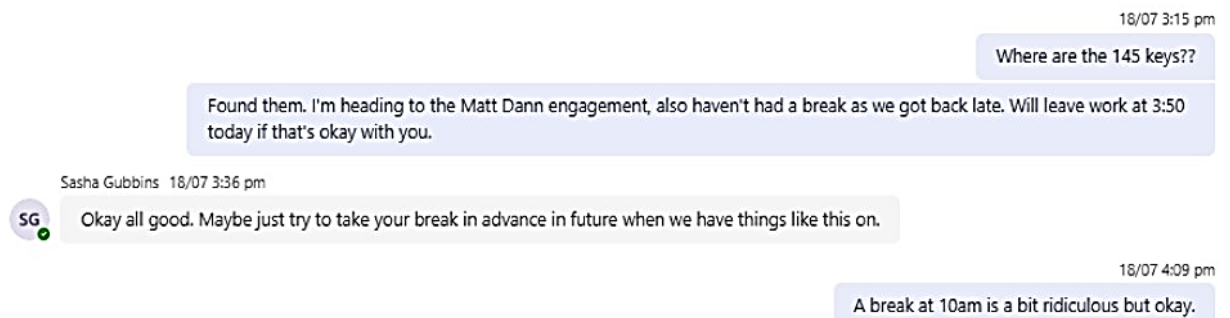 18/07 3:15 pm
Where are the 145 keys??
Found them. I'm heading to the Matt Dann engagement, also haven't had a break as we got back late. Will leave work at 3:50
today if that's okay with you.
Sasha Gubbins 18/07 3:36 pm
SG
Okay all good. Maybe just try to take your break in advance in future when we have things like this on.
18/07 4:09 pm
A break at 10am is a bit ridiculous but okay.